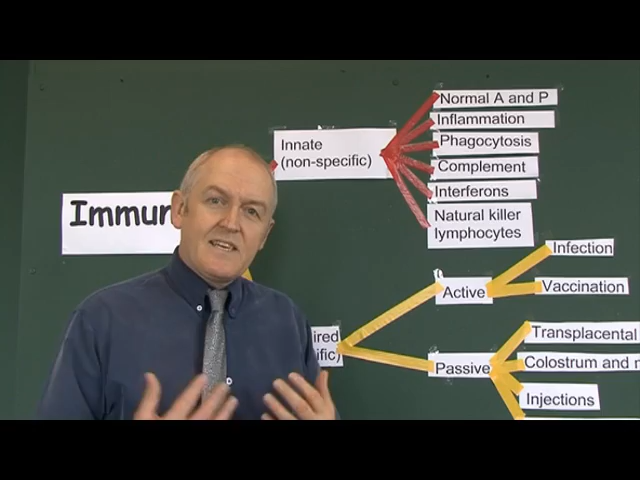 Normal A and P
Inflammation
Innate
(non-specific)
Phagocytosis
Complement
Interferons
Natural killer
lymphocytes
Immun
Infection
Active
Vaccination
ired
ific)
Transplacental
Passive
Colostrum and
Injections